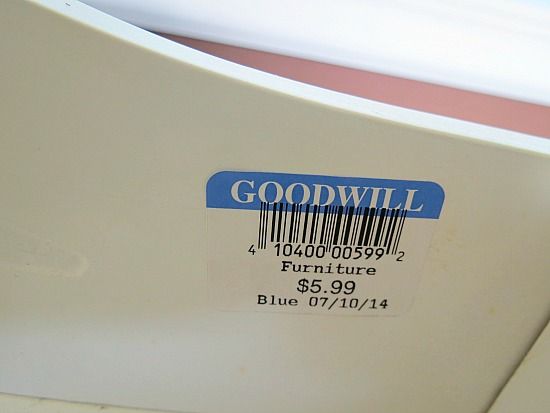 GOODWILL
4 10400 00599 2
Furniture
$5.99
Blue 07/10/14